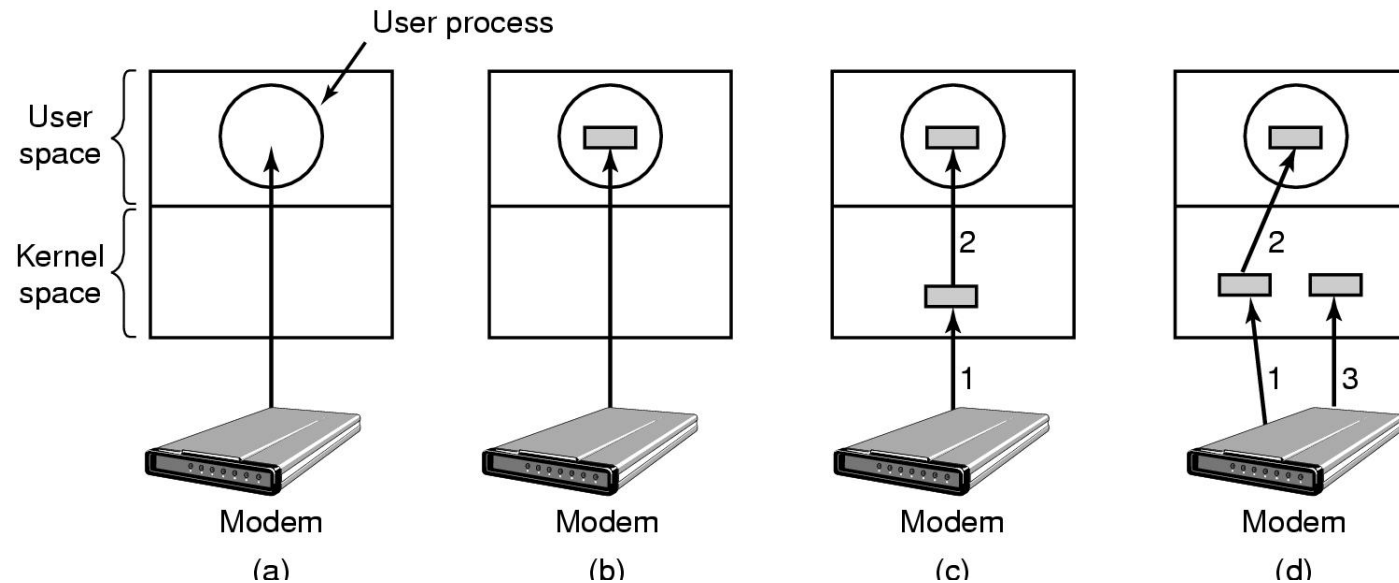 User process
User
space
Kernel
space
2
2
1
1
3
Modem
Modem
Modem
Modem
(a)
(b)
(c)
(d)